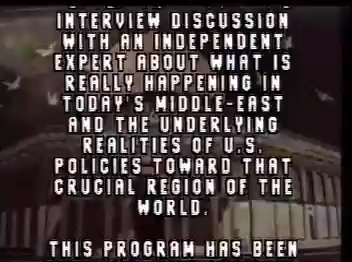 INTERVIEW DISCUSSION
WITH AN INDEPENDENT
EXPERT ABOUT WHAT IS
REALLY HAPPENING IN
TODAY'S MIDDLE-EAST
AND THE UNDERLYING
REALITIES OF U.S.
POLICIES TOWARD THAT
CRUCIAL REGION OF THE
WORLD.
THIS PROGRAM HAS BEEN